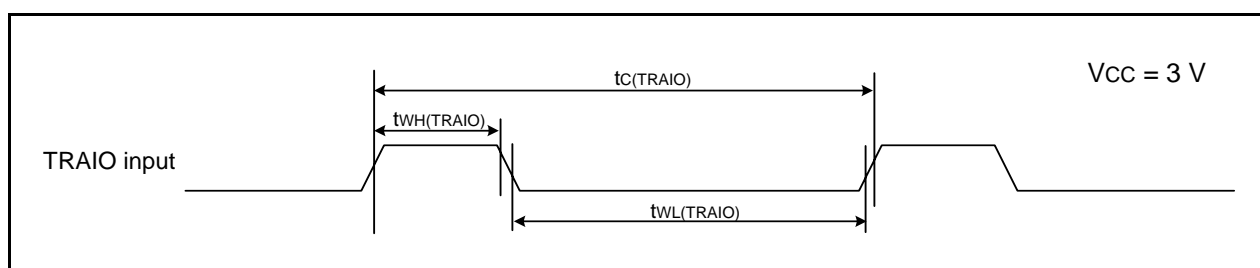 tC(TRAIO)
VCC = 3 V
tWH(TRAIO)
TRAIO input
tWL(TRAIO)